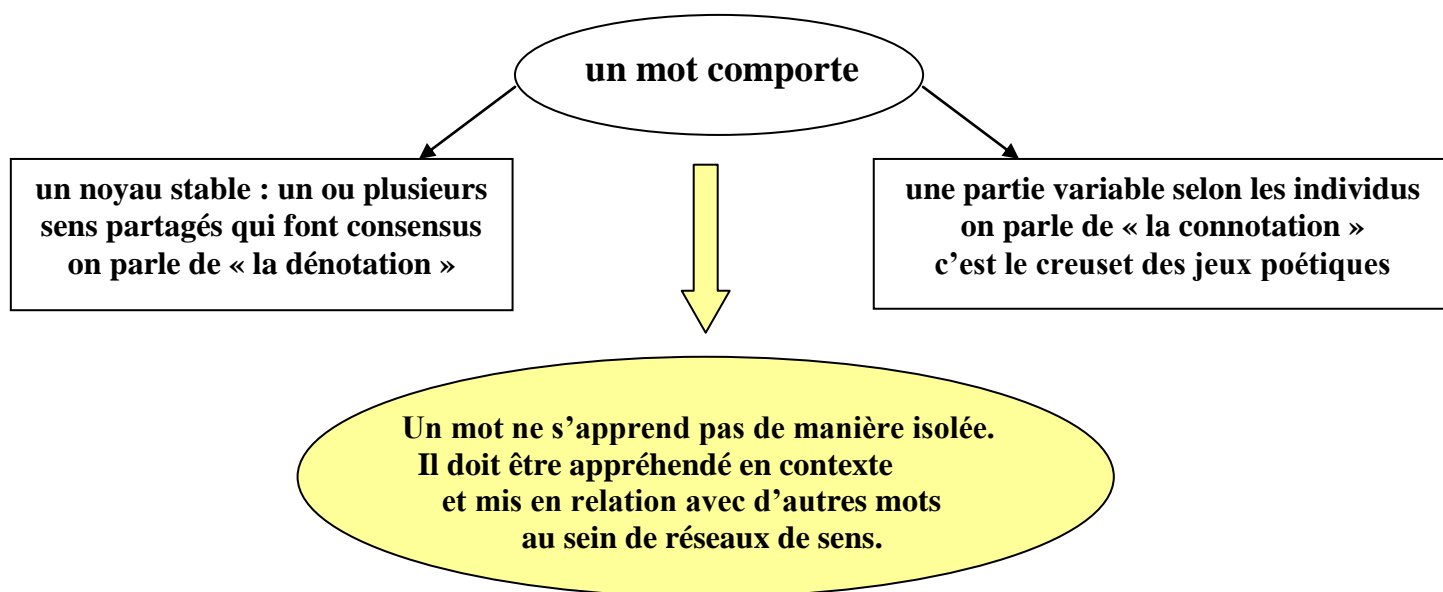 un mot comporte
un noyau stable : un ou plusieurs
sens partagés qui font consensus
on parle de « la dénotation »
une partie variable selon les individus
on parle de « la connotation »
c’est le creuset des jeux poétiques
Un mot ne s’apprend pas de manière isolée.
Il doit être appréhendé en contexte
et mis en relation avec d’autres mots
au sein de réseaux de sens.